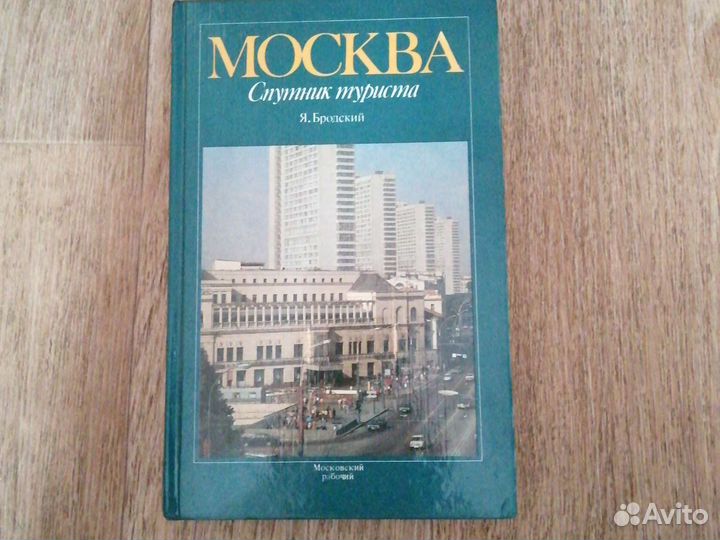 МОСКВА
Спутник туриста
Я. Бродский
Московский
рабочий
Avito